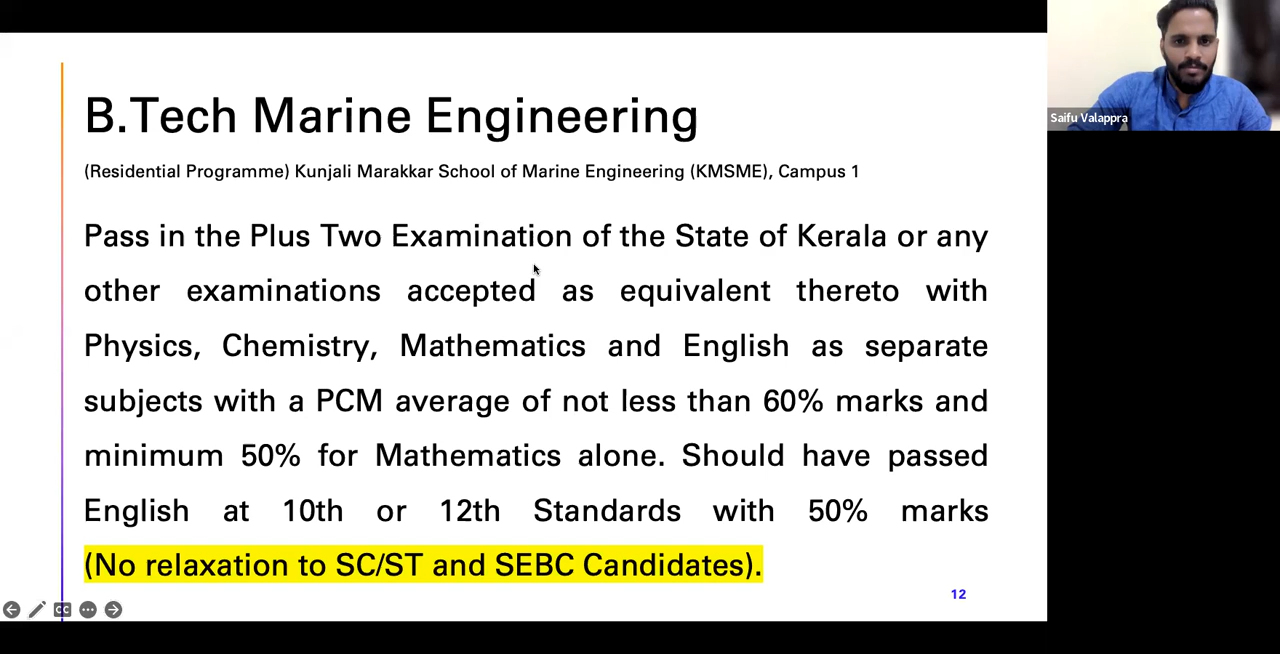 B.Tech Marine Engineering
(Residential Programme) Kunjali Marakkar School of Marine Engineering (KMSME), Campus 1
Pass in the Plus Two Examination of the State of Kerala or any
other examinations accepted as equivalent thereto with
Physics, Chemistry, Mathematics and English as separate
subjects with a PCM average of not less than 60% marks and
minimum 50% for Mathematics alone. Should have passed
English at 10th or 12th Standards with 50% marks
(No relaxation to SC/ST and SEBC Candidates).
12
CC
Saifu Valappra